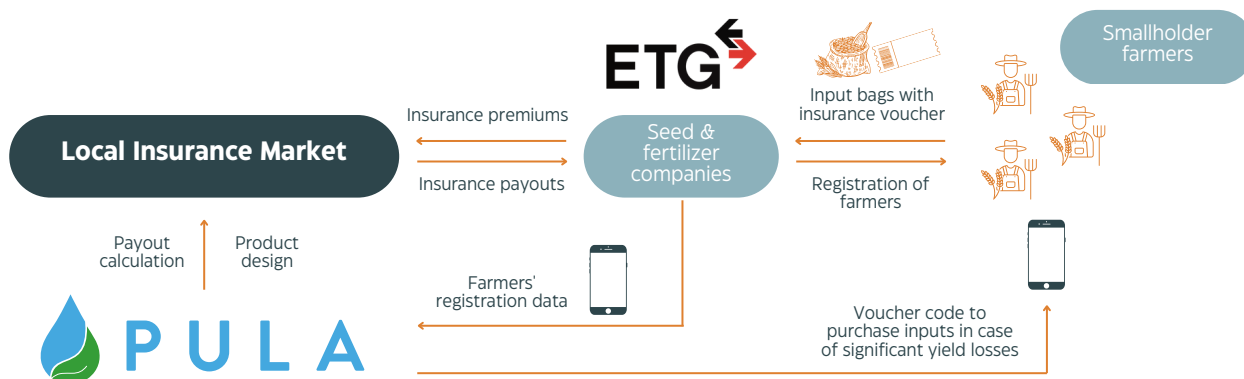 ETG
Smallholder
farmers
Input bags with
insurance voucher
Insurance premiums
Local Insurance Market
Seed &
fertilizer
companies
Insurance payouts
Registration of
farmers
Payout
calculation
Product
design
Farmers'
registration data
Voucher code to
purchase inputs in case
of significant yield losses
PULA